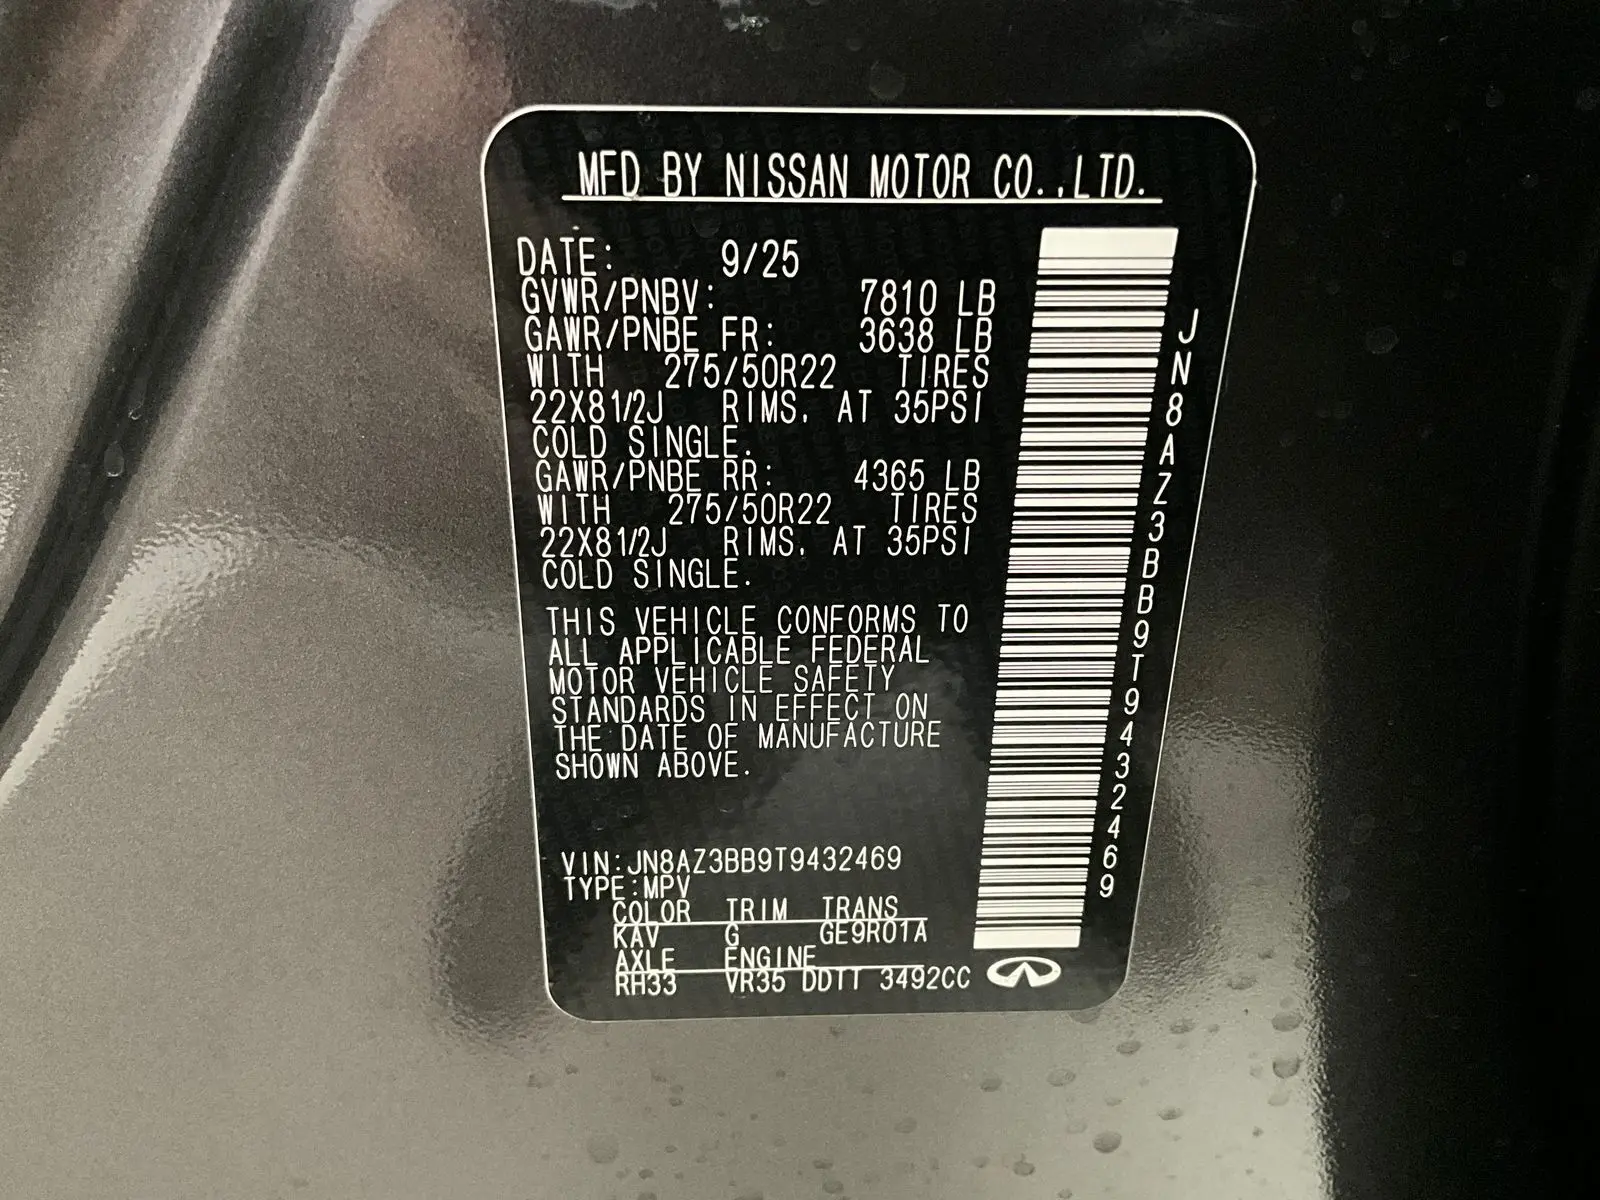 MFD BY NISSAN MOTOR CO.,LTD.
DATE: 9/25
GVWR/PNBV: 7810 LB
GAWR/PNBE FR: 3638 LB
WITH 275/50R22 TIRES
22X81/2J RIMS, AT 35PSI
COLD SINGLE.
GAWR/PNBE RR: 4365 LB
WITH 275/50R22 TIRES
22X81/2J RIMS, AT 35PSI
COLD SINGLE.
THIS VEHICLE CONFORMS TO
ALL APPLICABLE FEDERAL
MOTOR VEHICLE SAFETY
STANDARDS IN EFFECT ON
THE DATE OF MANUFACTURE
SHOWN ABOVE.
VIN:JN8AZ3BB9T9432469
TYPE:MPV
COLOR TRIM TRANS
KAV G GE9R01A
AXLE ENGINE
RH33 VR35 DDTT 3492CC
JN8AZ3BB9T9432469